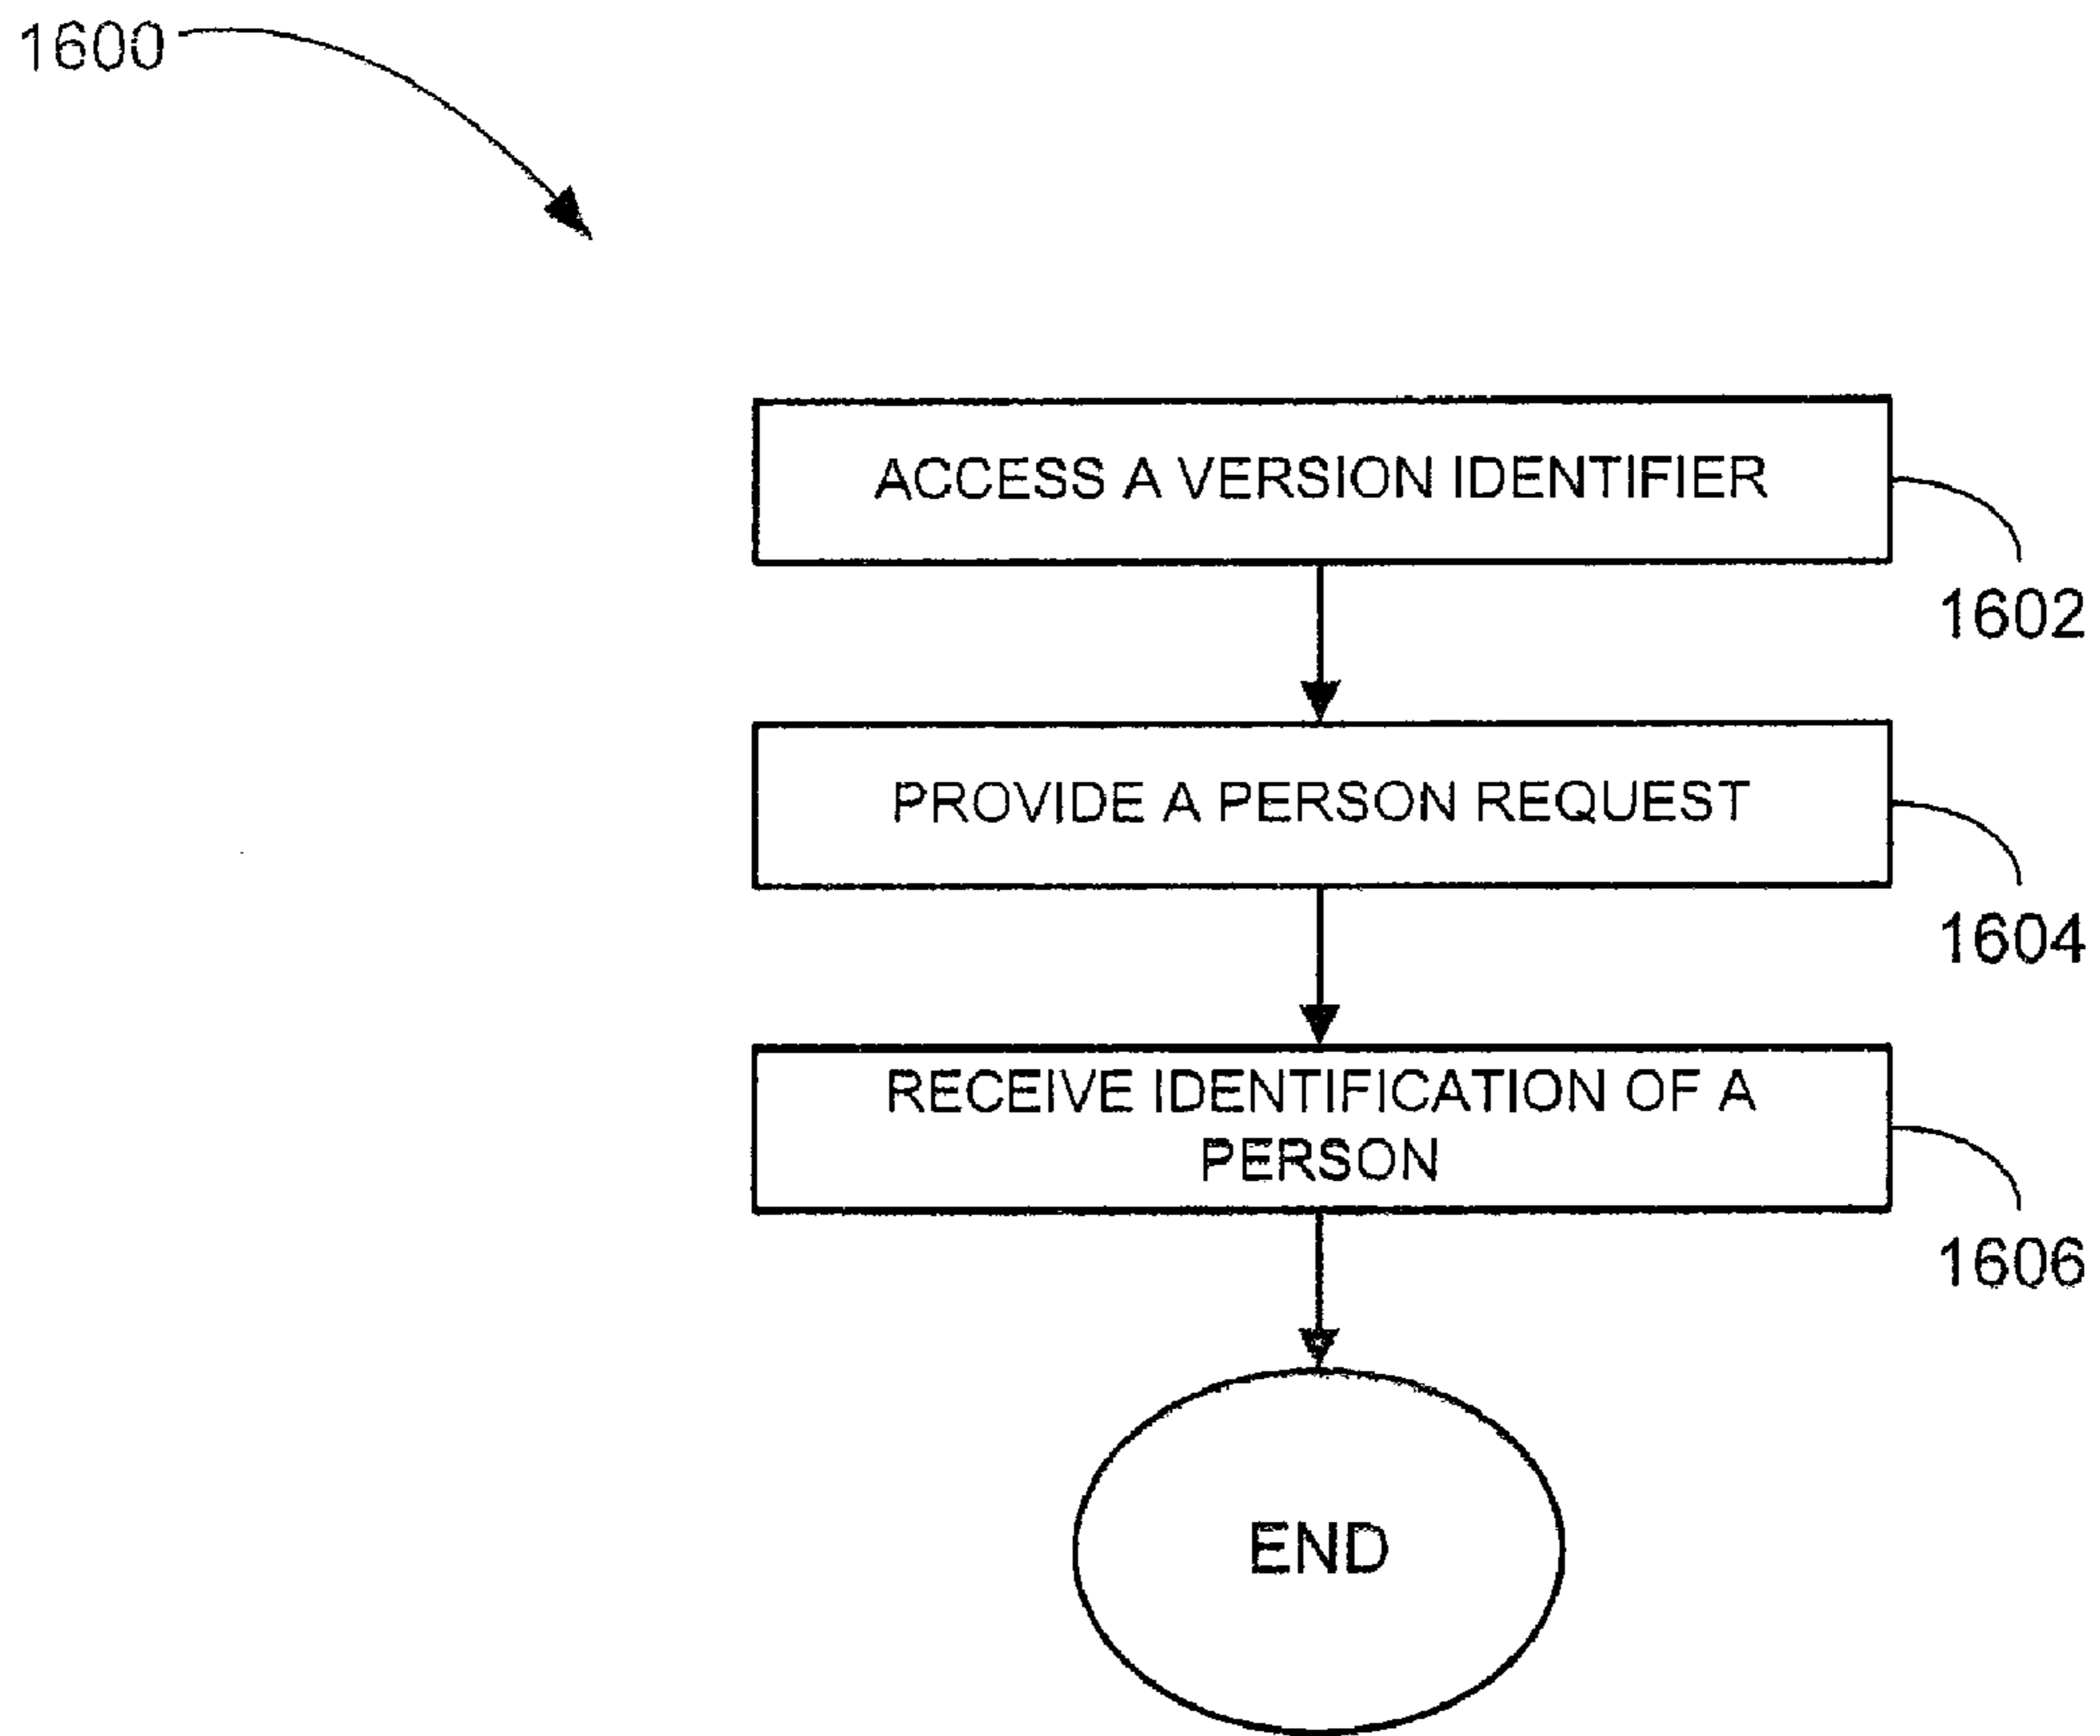 1600
ACCESS A VERSION IDENTIFIER
1602
PROVIDE A PERSON REQUEST
1604
RECEIVE IDENTIFICATION OF A
PERSON
1606
END